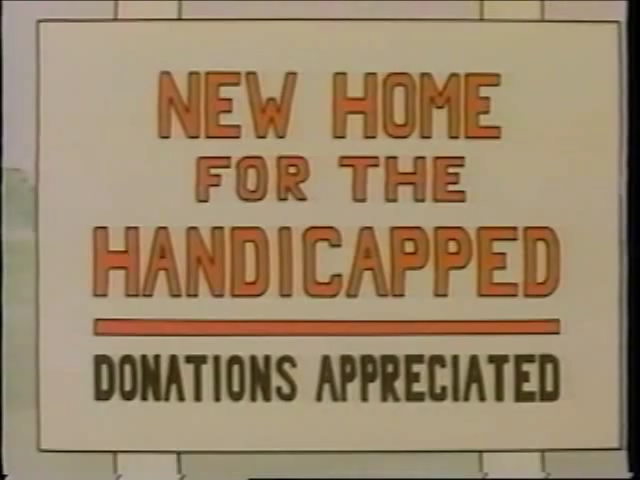 NEW HOME
FOR THE
HANDICAPPED
DONATIONS APPRECIATED